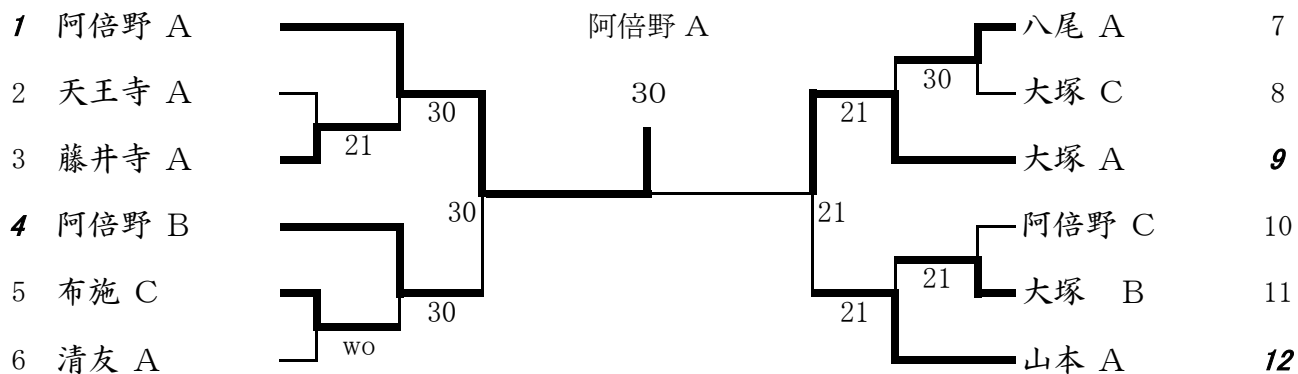 1 阿倍野 A 阿倍野 A 八尾 A 7
30
2 天王寺 A 30 30 21 大塚 C 8
21
3 藤井寺 A 大塚 A 9
30 21
4 阿倍野 B 阿倍野 C 10
21
5 布施 C 30 21 大塚 B 11
wo
6 清友 A 山本 A 12